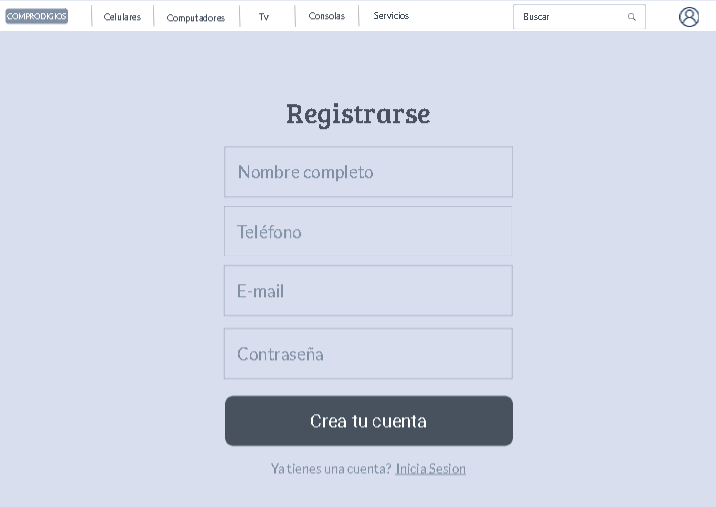 COMPRODIGIOS Celulares Computadores Tv Consolas Servicios Buscar
Registrarse
Nombre completo
Teléfono
E-mail
Contraseña
Crea tu cuenta
Ya tienes una cuenta? Inicia Sesion